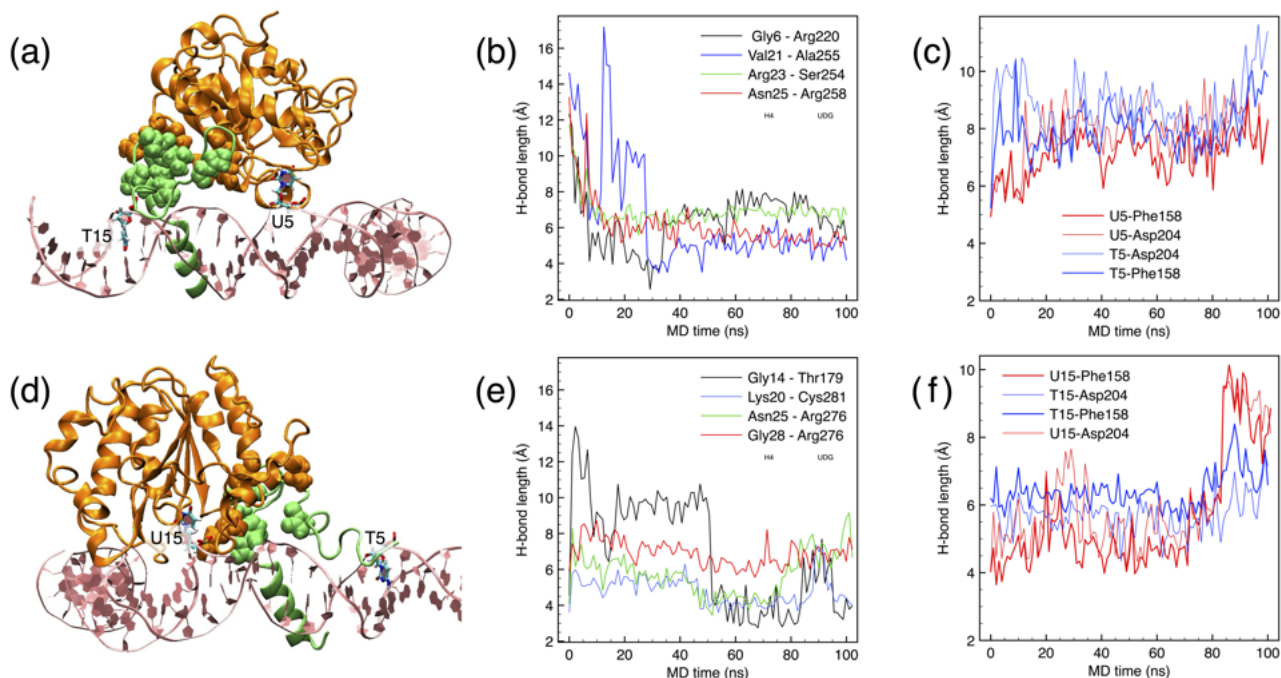 (a)
T15
U5
(b)
H-bond length (Å)
16
14
12
10
8
6
4
2
Gly6 - Arg220
Val21 - Ala255
Arg23 - Ser254
Asn25 - Arg258
H4 UDG
0 20 40 60 80 100
MD time (ns)
(c)
H-bond length (Å)
10
8
6
4
2
U5-Phe158
U5-Asp204
T5-Asp204
T5-Phe158
0 20 40 60 80 100
MD time (ns)
(d)
U15
T5
(e)
H-bond length (Å)
16
14
12
10
8
6
4
2
Gly14 - Thr179
Lys20 - Cys281
Asn25 - Arg276
Gly28 - Arg276
H4 UDG
0 20 40 60 80 100
MD time (ns)
(f)
H-bond length (Å)
10
8
6
4
2
U15-Phe158
T15-Asp204
T15-Phe158
U15-Asp204
0 20 40 60 80 100
MD time (ns)